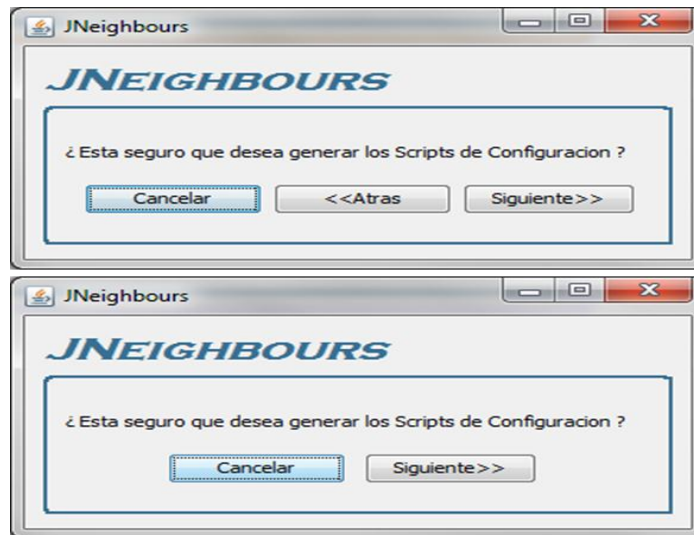 JNeighbours
JNEIGHBOURS
¿ Esta seguro que desea generar los Scripts de Configuracion ?
Cancelar <<Atras Siguiente>>
JNeighbours
JNEIGHBOURS
¿ Esta seguro que desea generar los Scripts de Configuracion ?
Cancelar Siguiente>>